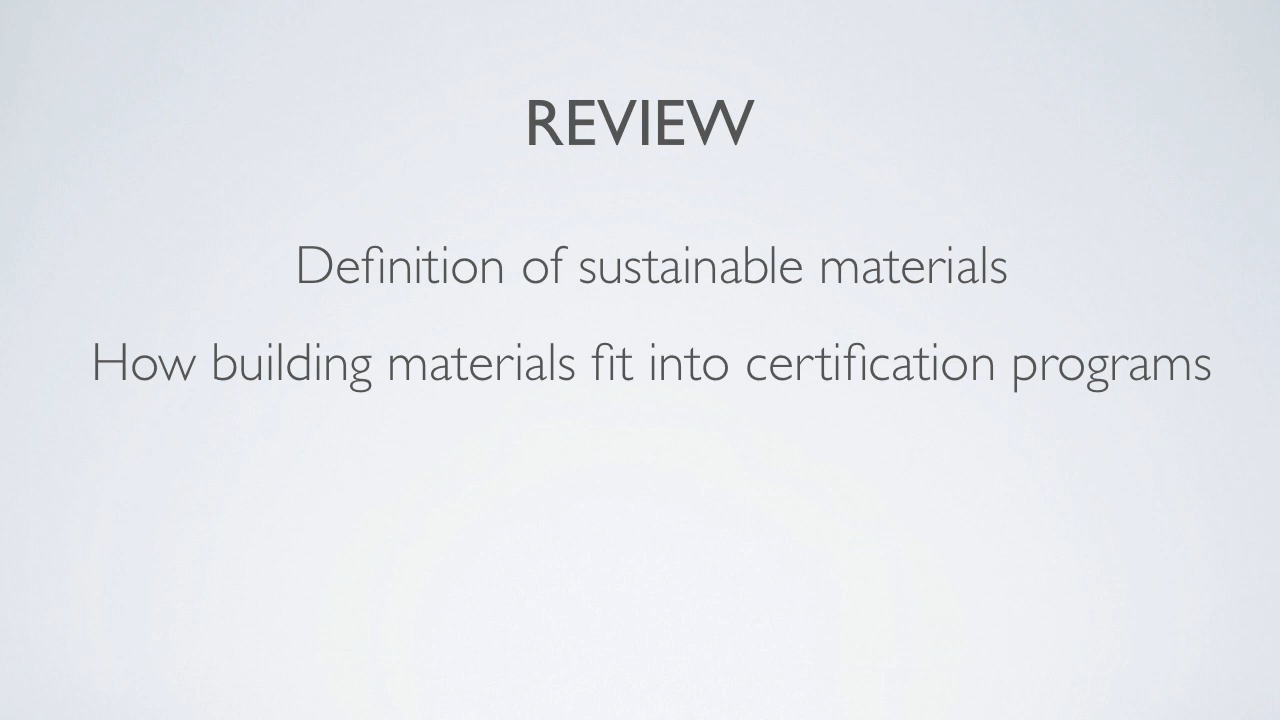 REVIEW
Definition of sustainable materials
How building materials fit into certification programs